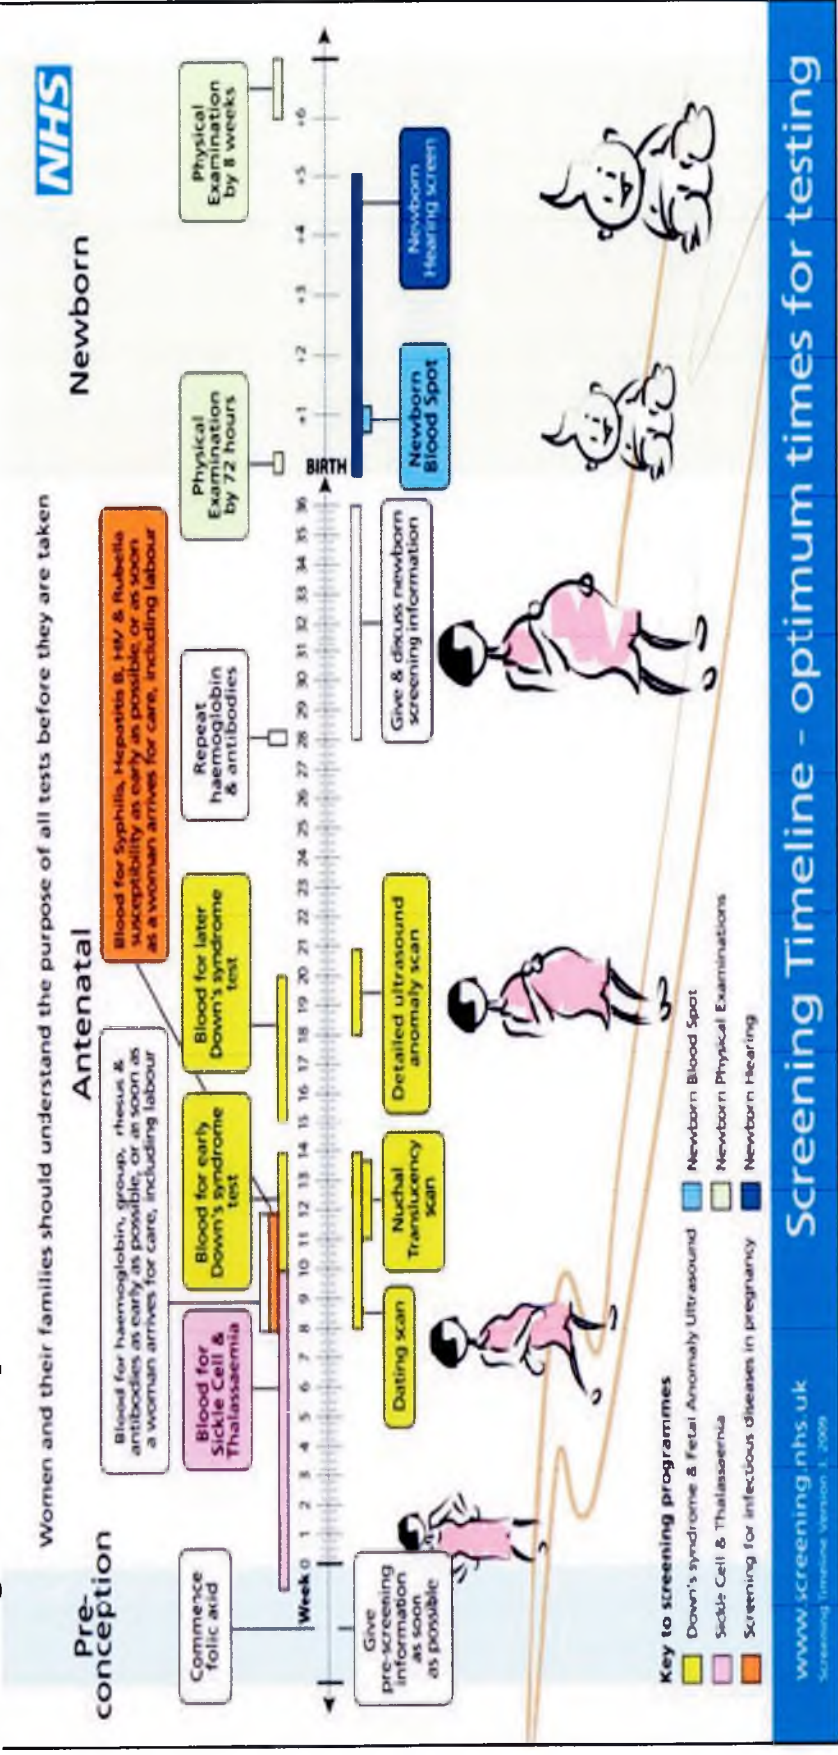 NHS
Pre-
conception
Antenatal
Newborn
Women and their families should understand the purpose of all tests before they are taken
Commence
folic acid
Blood for haemoglobin, group, rhesus &
antibodies as early as possible, or as soon as
a woman arrives for care, including labour
Blood for Syphilis, Hepatitis B, HIV & Rubella
susceptibility as early as possible, or as soon
as a woman arrives for care, including labour
Blood for
Sickle Cell &
Thalassaemia
Blood for early
Down's syndrome
test
Blood for later
Down's syndrome
test
Repeat
haemoglobin
& antibodies
Physical
Examination
by 72 hours
Physical
Examination
by 8 weeks
Week 0 1 2 3 4 5 6 7 8 9 10 11 12 13 14 15 16 17 18 19 20 21 22 23 24 25 26 27 28 29 30 31 32 33 34 35 36 BIRTH +1 +2 +3 +4 +5 +6
Give
pre-screening
information
as soon
as possible
Dating scan
Nuchal
Translucency
scan
Detailed ultrasound
anomaly scan
Give & discuss newborn
screening information
Newborn
Blood Spot
Newborn
Hearing screen
Key to screening programmes
Down's syndrome & Fetal Anomaly Ultrasound
Sickle Cell & Thalassaemia
Screening for infectious diseases in pregnancy
Newborn Blood Spot
Newborn Physical Examinations
Newborn Hearing
www.screening.nhs.uk
Screening Timeline Version 3, 2009
Screening Timeline - optimum times for testing